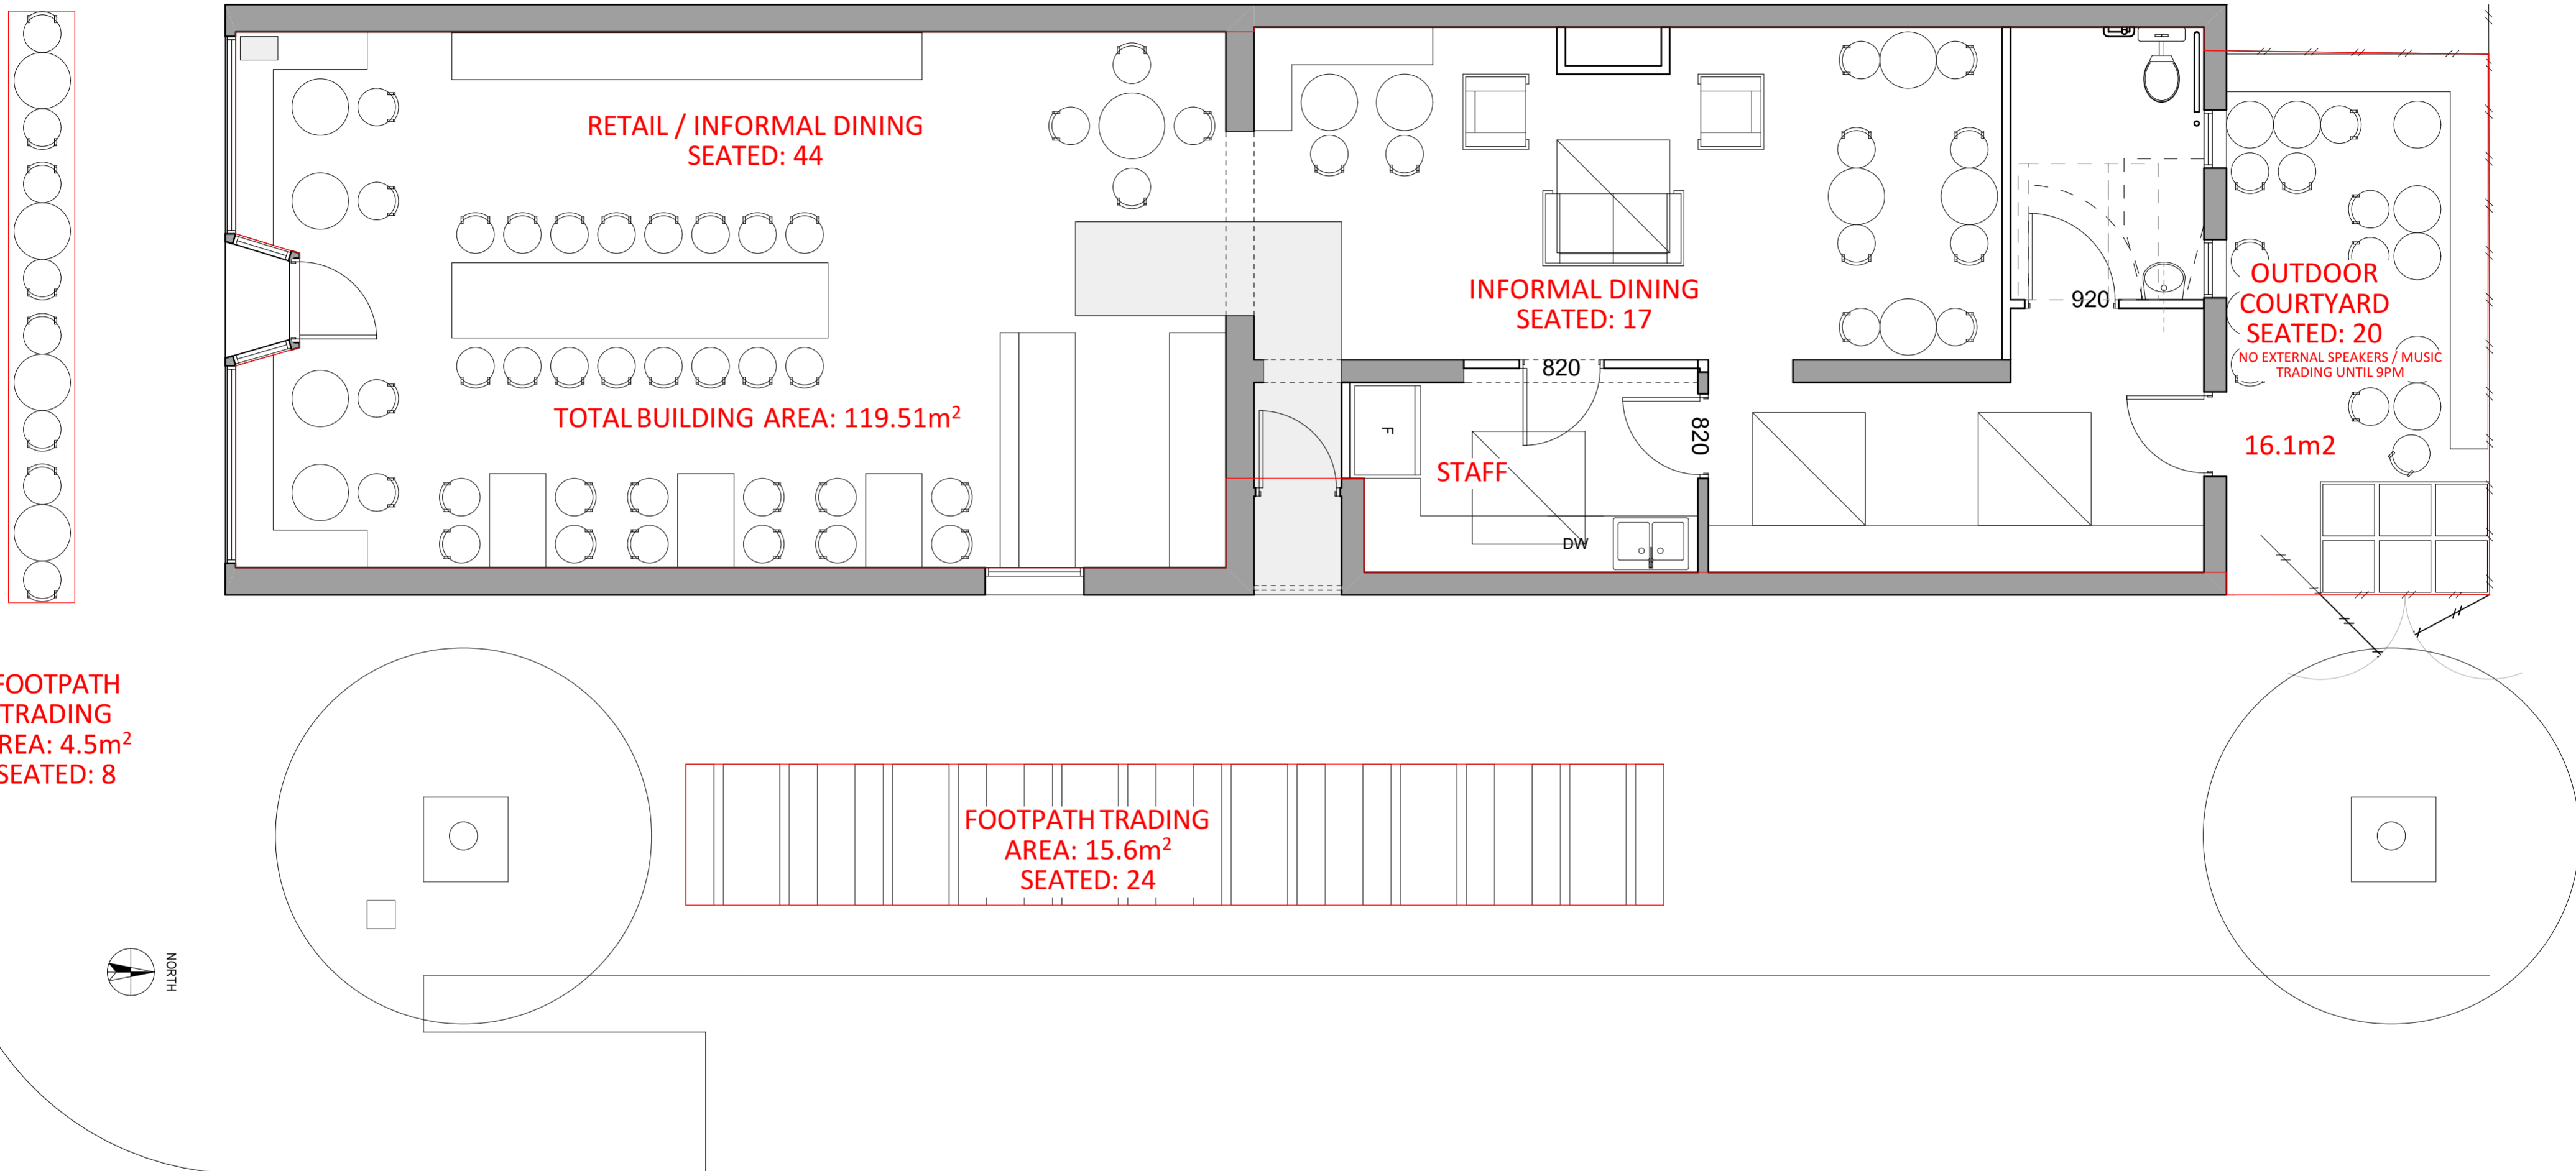 RETAIL / INFORMAL DINING
SEATED: 44
TOTAL BUILDING AREA: 119.51m²
INFORMAL DINING
SEATED: 17
820
820
F
STAFF
DW
920
OUTDOOR
COURTYARD
SEATED: 20
NO EXTERNAL SPEAKERS / MUSIC
TRADING UNTIL 9PM
16.1m2
FOOTPATH
TRADING
REA: 4.5m²
SEATED: 8
FOOTPATH TRADING
AREA: 15.6m²
SEATED: 24
NORTH